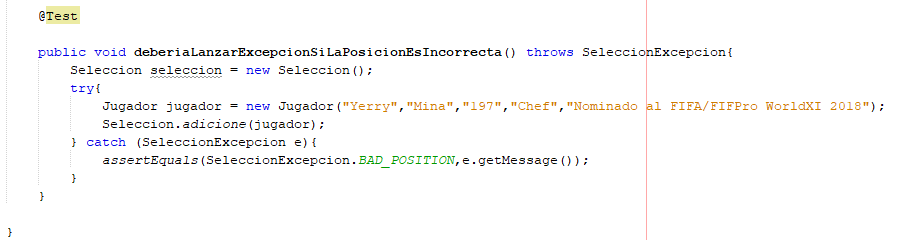 @Test
public void deberiaLanzarExcepcionSiLaPosicionEsIncorrecta() throws SeleccionExcepcion{
Seleccion seleccion = new Seleccion();
try{
Jugador jugador = new Jugador("Yerry","Mina","197","Chef","Nominado al FIFA/FIFPro WorldXI 2018");
Seleccion.adicione(jugador);
} catch (SeleccionExcepcion e){
assertEquals(SeleccionExcepcion.BAD_POSITION,e.getMessage());
}
}
}